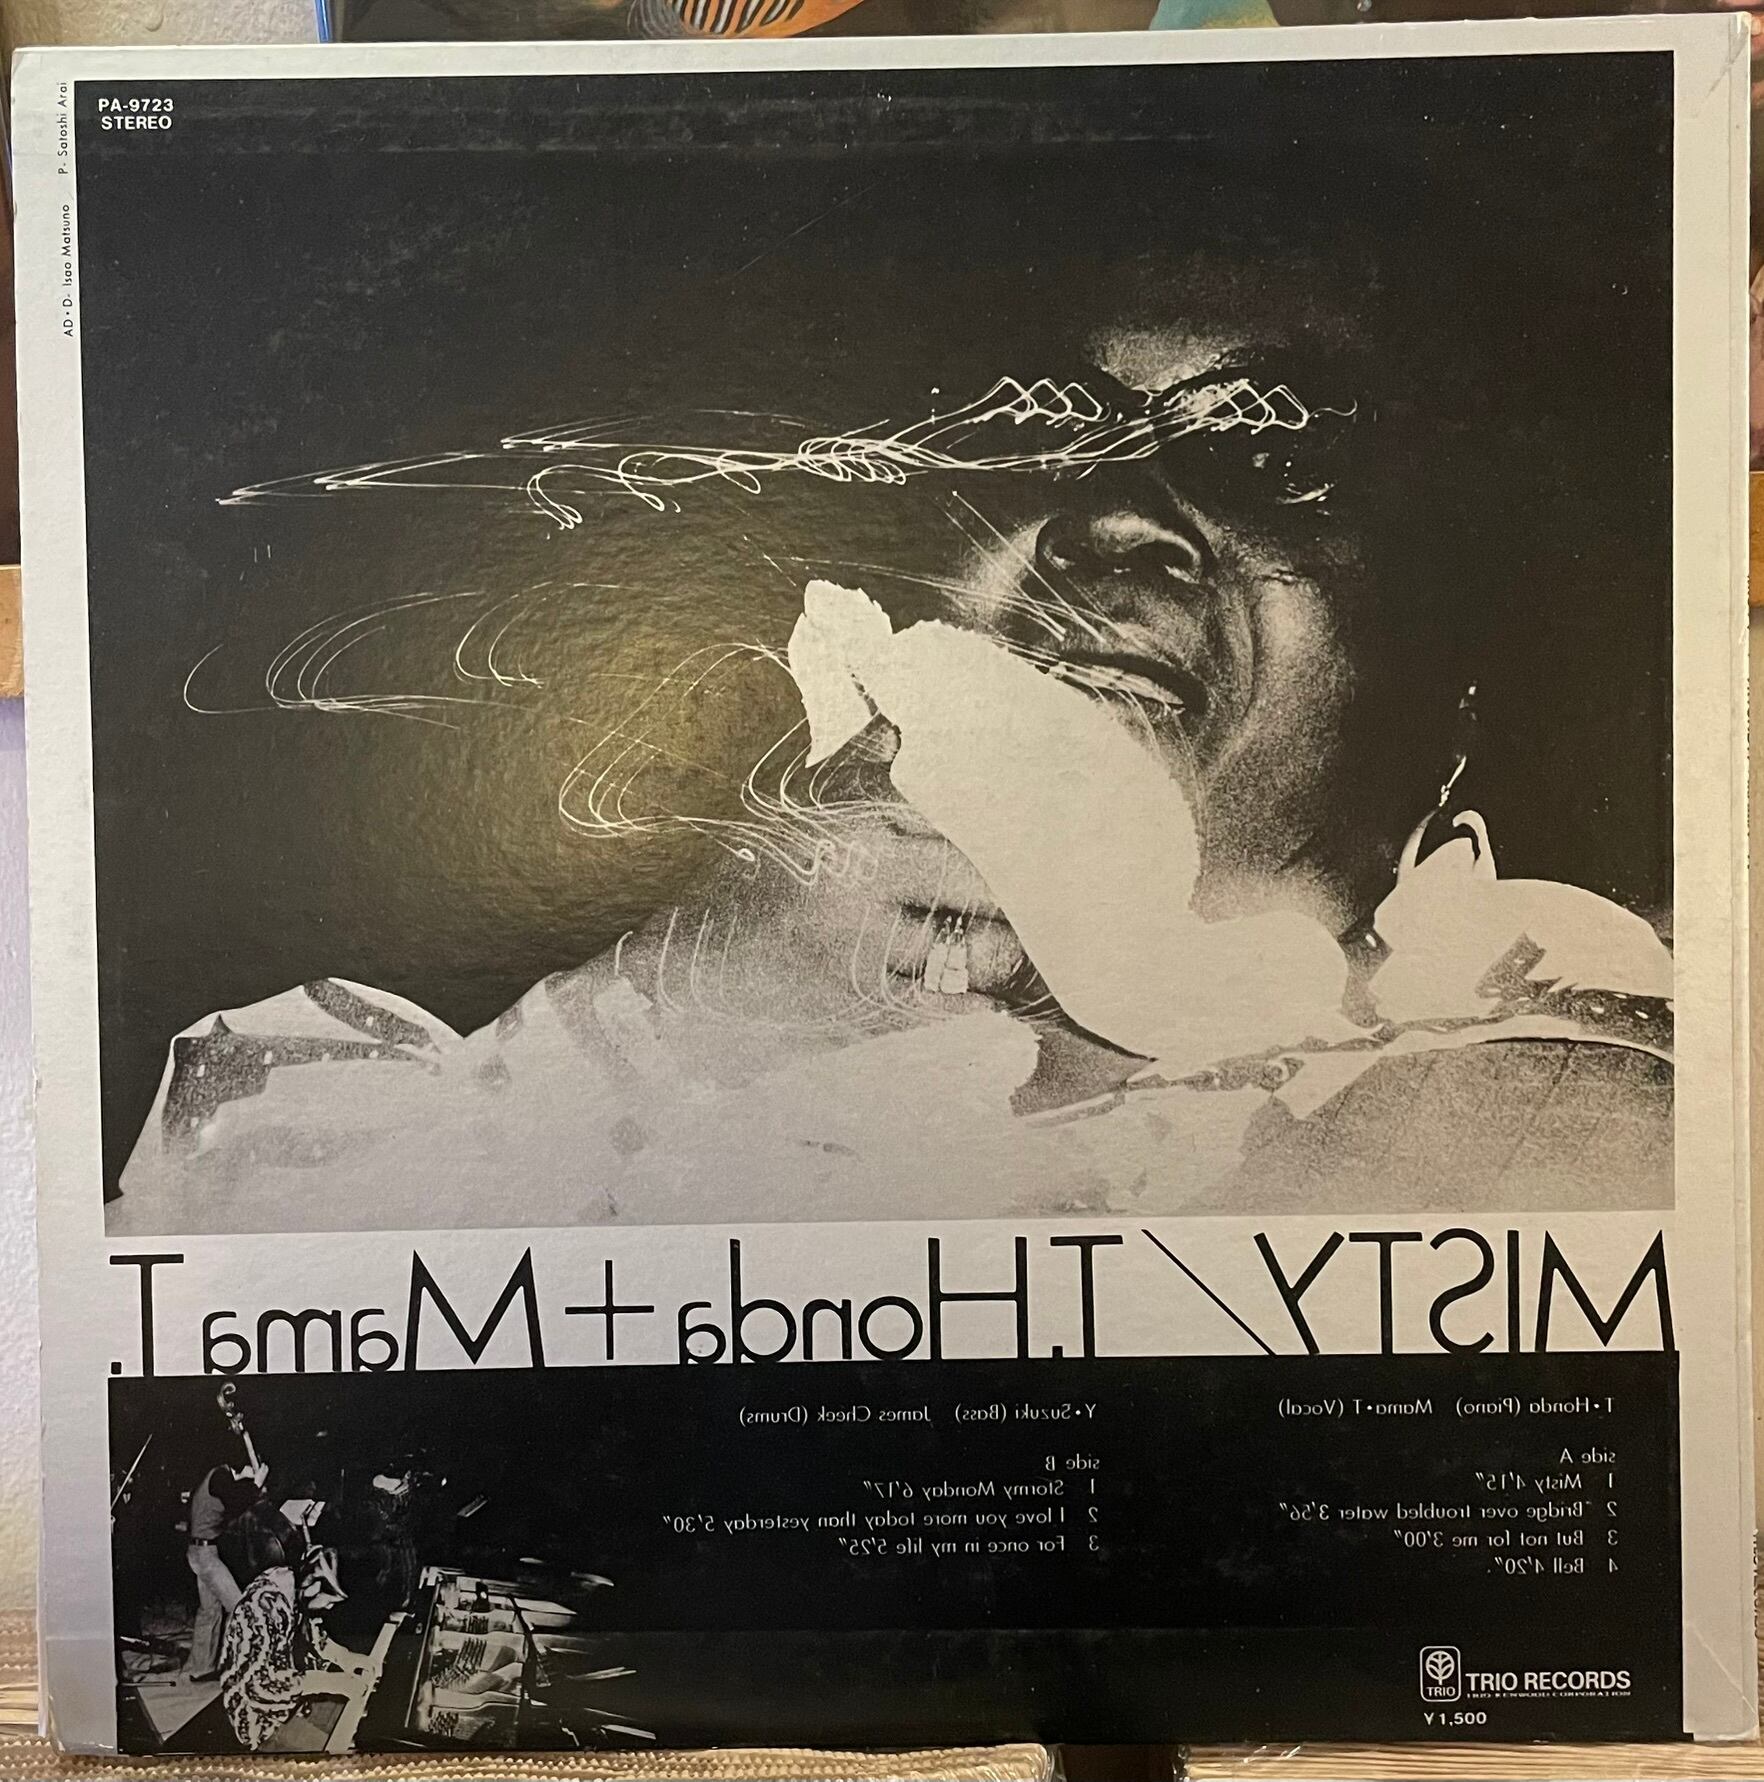 PA-9723
STEREO
AD・D- Isao Matsuno P- Satoshi Arai
MISTY/T.Honda+Mama T.
T・Honda (Piano) Mama・T (Vocal)
Y・Suzuki (Bass) James Cheek (Drums)
side A
1 Misty 4'15"
2 Bridge over troubled water 3'56"
3 But not for me 3'00"
4 Bell 4'20".
side B
1 Stormy Monday 6'17"
2 I love you more today than yesterday 5'30"
3 For once in my life 5'25"
TRIO
TRIO RECORDS
TRIO-KENWOOD CORPORATION
¥1,500